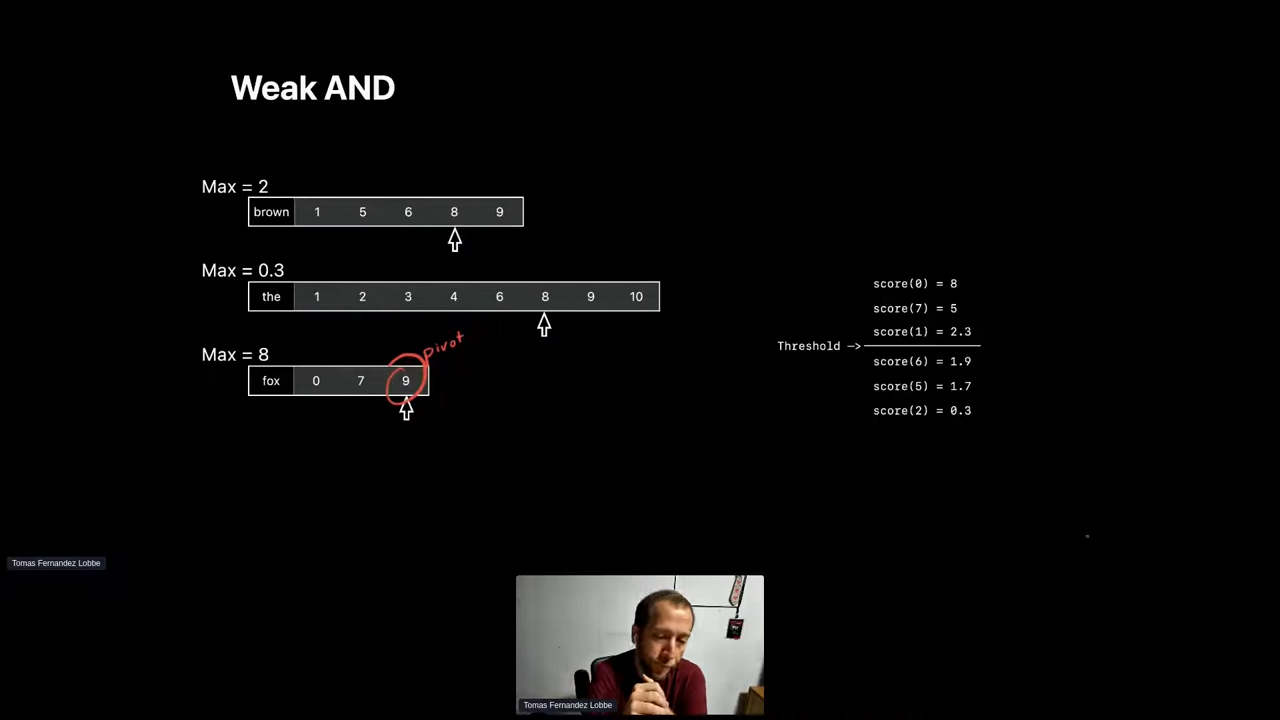 Weak AND
Max = 2
brown 1 5 6 8 9
Max = 0.3
the 1 2 3 4 6 8 9 10
pivot
Max = 8
fox 0 7 9
score(0) = 8
score(7) = 5
score(1) = 2.3
Threshold —>
score(6) = 1.9
score(5) = 1.7
score(2) = 0.3
Tomas Fernandez Lobbe
Tomas Fernandez Lobbe